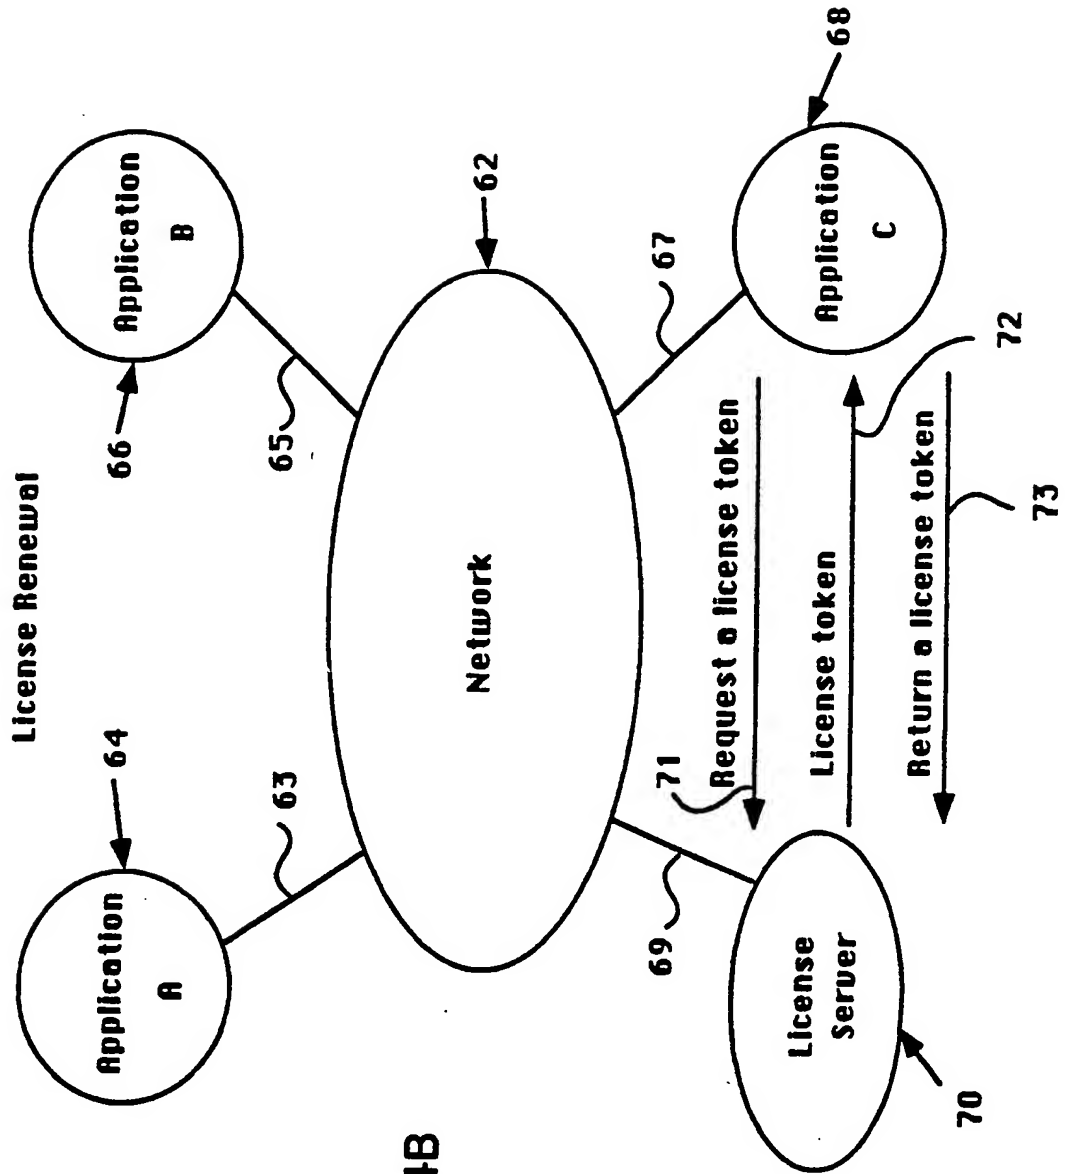 License Renewal
64
Application
A
63
66
Application
B
65
Network
62
69
71
67
License
Server
70
Request a license token
License token
72
Return a license token
73
Application
C
68
4B